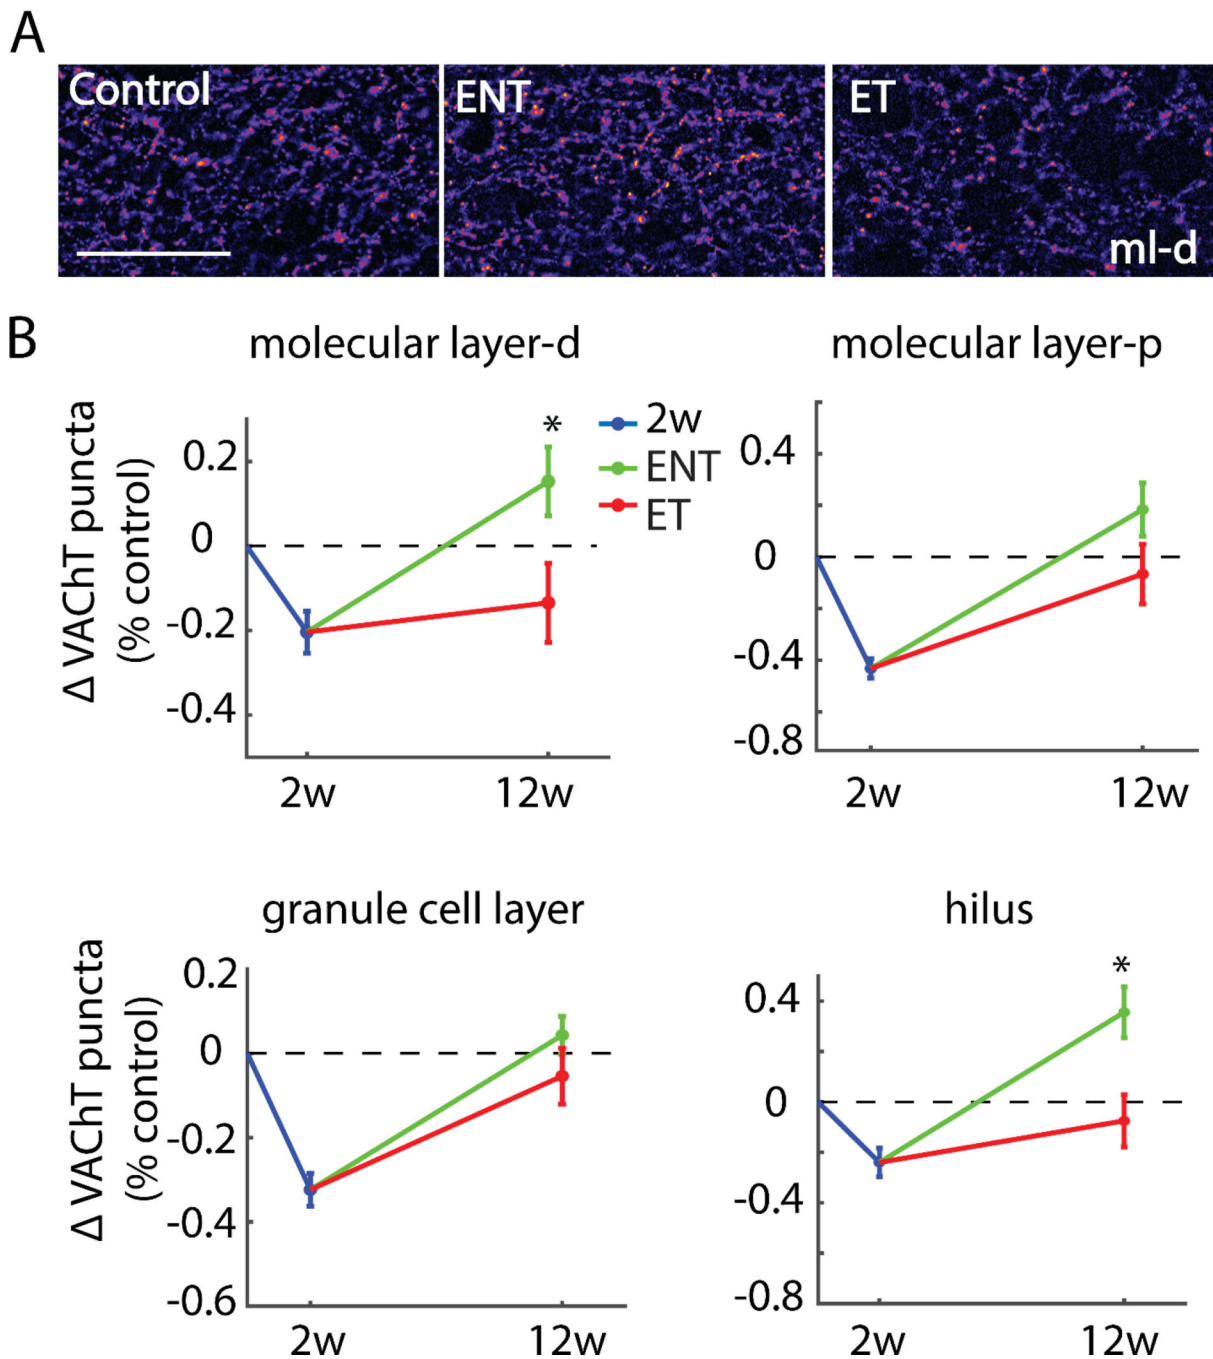 A
Control
ENT
ET
ml-d
B
molecular layer-d
molecular layer-p
Δ VAChT puncta
(% control)
0.2
0
-0.2
-0.4
*
2w
ENT
ET
2w
12w
0.4
0
-0.4
-0.8
2w
12w
granule cell layer
hilus
Δ VAChT puncta
(% control)
0.2
0
-0.2
-0.4
-0.6
2w
12w
*
0.4
0
-0.4
-0.8
2w
12w